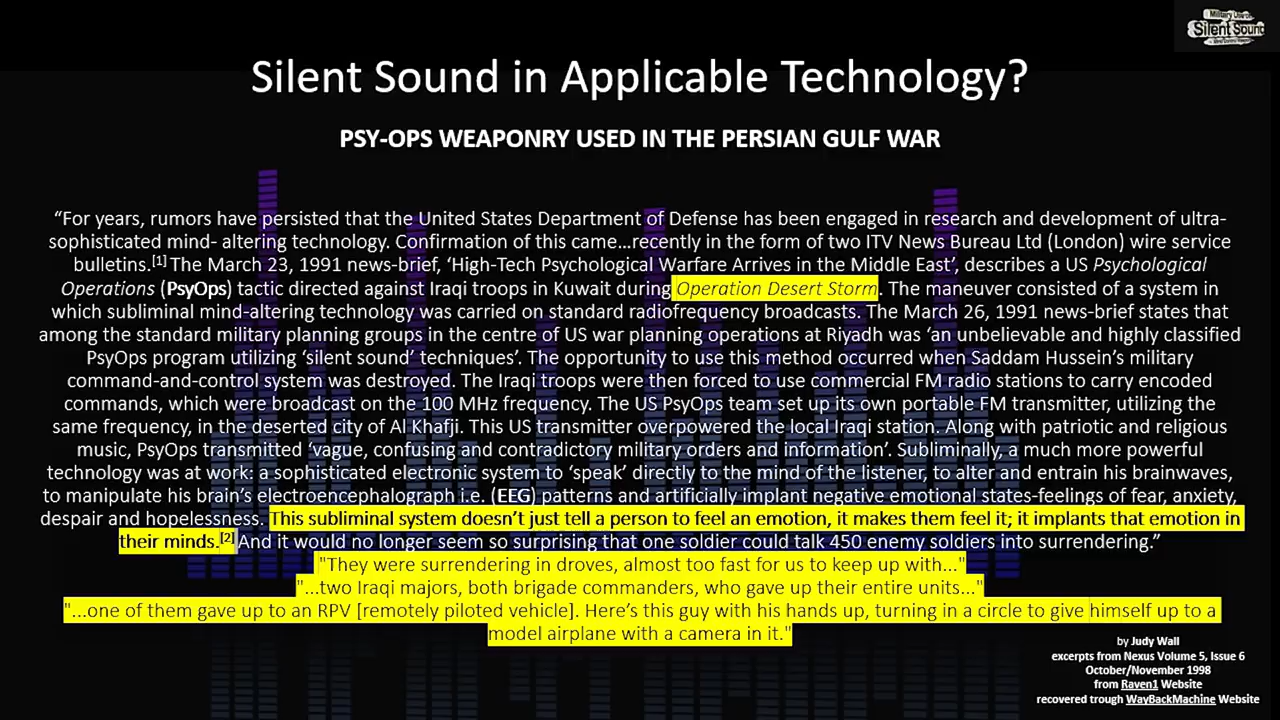 Military Use of
Silent Sound
Silent Sound in Applicable Technology?
PSY-OPS WEAPONRY USED IN THE PERSIAN GULF WAR
“For years, rumors have persisted that the United States Department of Defense has been engaged in research and development of ultra-
sophisticated mind- altering technology. Confirmation of this came…recently in the form of two ITV News Bureau Ltd (London) wire service
bulletins.[1] The March 23, 1991 news-brief, ‘High-Tech Psychological Warfare Arrives in the Middle East’, describes a US Psychological
Operations (PsyOps) tactic directed against Iraqi troops in Kuwait during Operation Desert Storm. The maneuver consisted of a system in
which subliminal mind-altering technology was carried on standard radiofrequency broadcasts. The March 26, 1991 news-brief states that
among the standard military planning groups in the centre of US war planning operations at Riyadh was ‘an unbelievable and highly classified
PsyOps program utilizing ‘silent sound’ techniques’. The opportunity to use this method occurred when Saddam Hussein’s military
command-and-control system was destroyed. The Iraqi troops were then forced to use commercial FM radio stations to carry encoded
commands, which were broadcast on the 100 MHz frequency. The US PsyOps team set up its own portable FM transmitter, utilizing the
same frequency, in the deserted city of Al Khafji. This US transmitter overpowered the local Iraqi station. Along with patriotic and religious
music, PsyOps transmitted ‘vague, confusing and contradictory military orders and information’. Subliminally, a much more powerful
technology was at work: a sophisticated electronic system to ‘speak’ directly to the mind of the listener, to alter and entrain his brainwaves,
to manipulate his brain’s electroencephalograph i.e. (EEG) patterns and artificially implant negative emotional states-feelings of fear, anxiety,
despair and hopelessness. This subliminal system doesn’t just tell a person to feel an emotion, it makes them feel it; it implants that emotion in
their minds.[2] And it would no longer seem so surprising that one soldier could talk 450 enemy soldiers into surrendering.”
"They were surrendering in droves, almost too fast for us to keep up with..."
"...two Iraqi majors, both brigade commanders, who gave up their entire units..."
"...one of them gave up to an RPV [remotely piloted vehicle]. Here’s this guy with his hands up, turning in a circle to give himself up to a
model airplane with a camera in it."
by Judy Wall
excerpts from Nexus Volume 5, Issue 6
October/November 1998
from Raven1 Website
recovered trough WayBackMachine Website